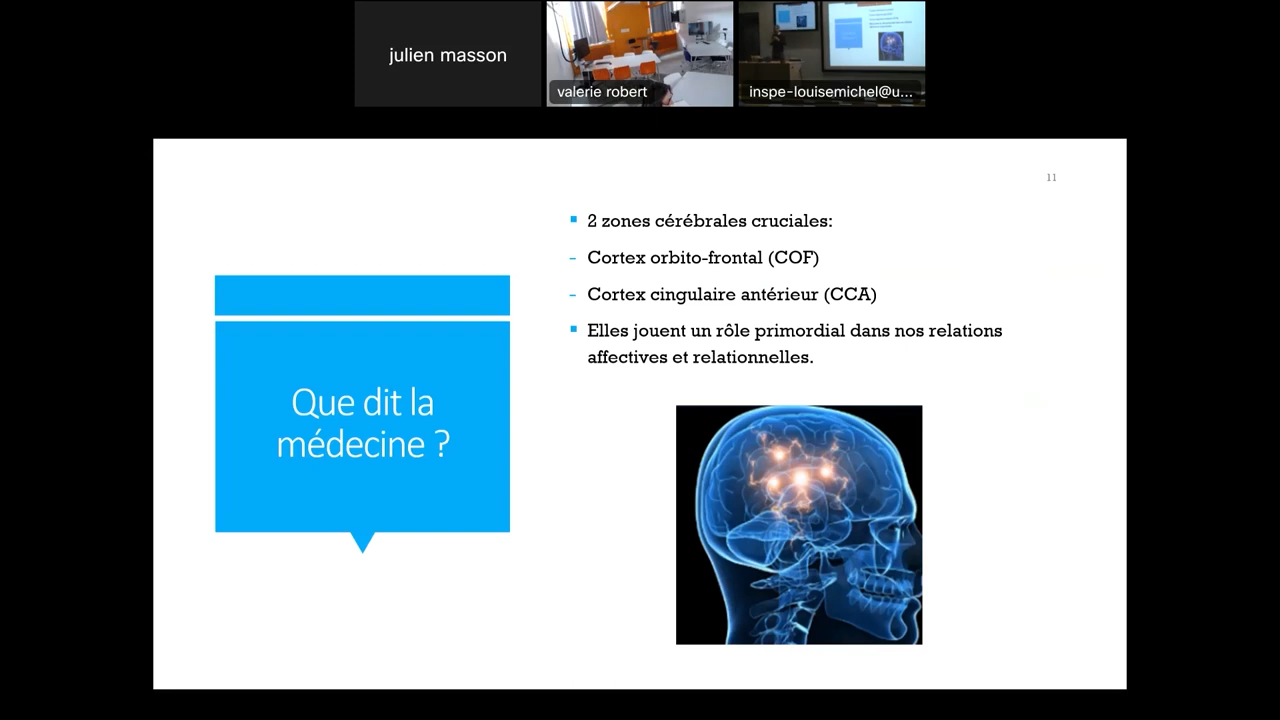 julien masson
valerie robert
inspe-louisemichel@u...
11
2 zones cérébrales cruciales:
- Cortex orbito-frontal (COF)
- Cortex cingulaire antérieur (CCA)
Elles jouent un rôle primordial dans nos relations
affectives et relationnelles.
Que dit la
médecine ?